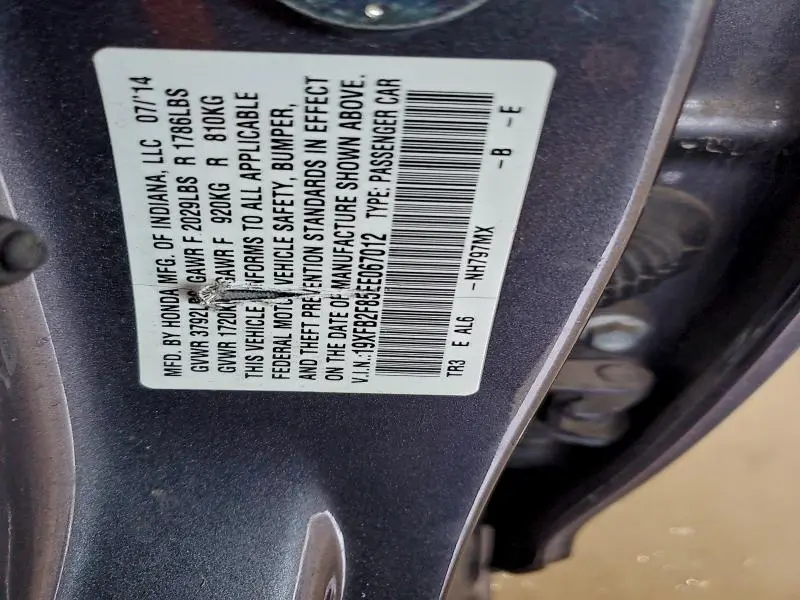 MFD. BY HONDA MFG. OF INDIANA, LLC 07/'14
GVWR 3792LBS GAWR F 2029LBS R 1786LBS
GVWR 1720KG GAWR F 920KG R 810KG
THIS VEHICLE CONFORMS TO ALL APPLICABLE
FEDERAL MOTOR VEHICLE SAFETY, BUMPER,
AND THEFT PREVENTION STANDARDS IN EFFECT
ON THE DATE OF MANUFACTURE SHOWN ABOVE.
V.I.N.:19XFB2F85EE067012 TYPE: PASSENGER CAR
TR3 E AL6 -NH797MX -B -E